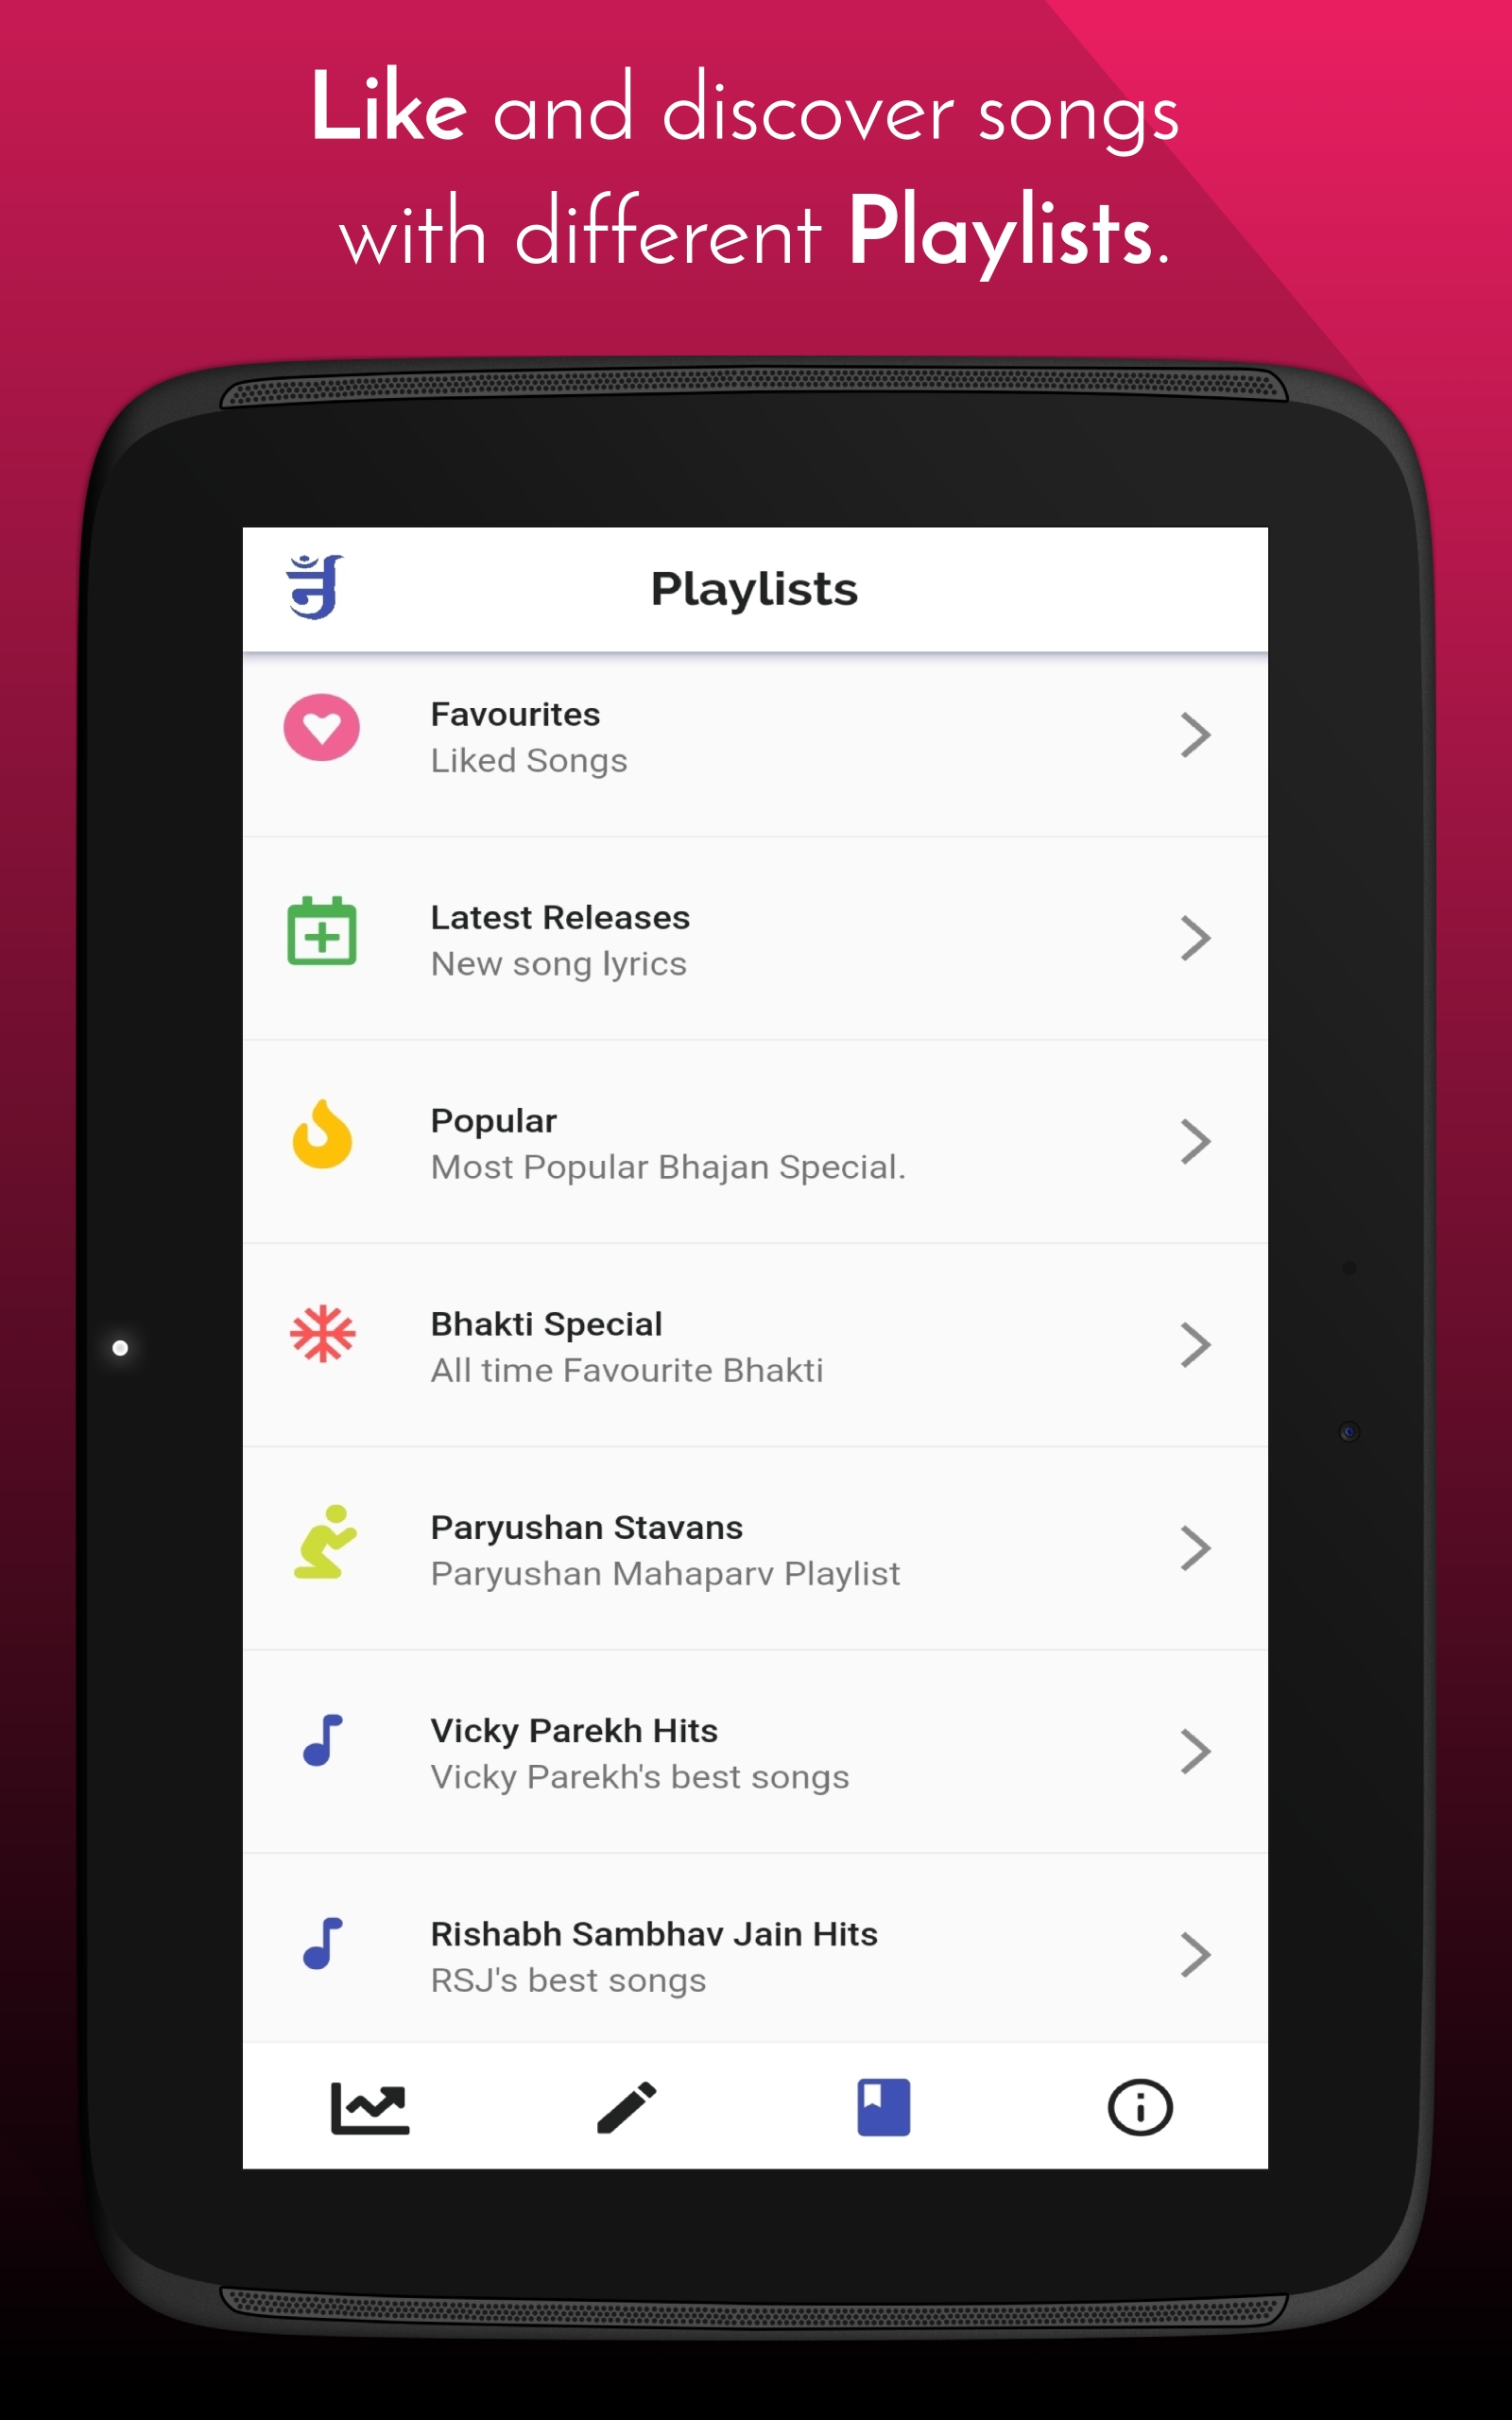 Like and discover songs
with different Playlists.
Playlists
Favourites
Liked Songs
Latest Releases
New song lyrics
Popular
Most Popular Bhajan Special.
Bhakti Special
All time Favourite Bhakti
Paryushan Stavans
Paryushan Mahaparv Playlist
Vicky Parekh Hits
Vicky Parekh's best songs
Rishabh Sambhav Jain Hits
RSJ's best songs